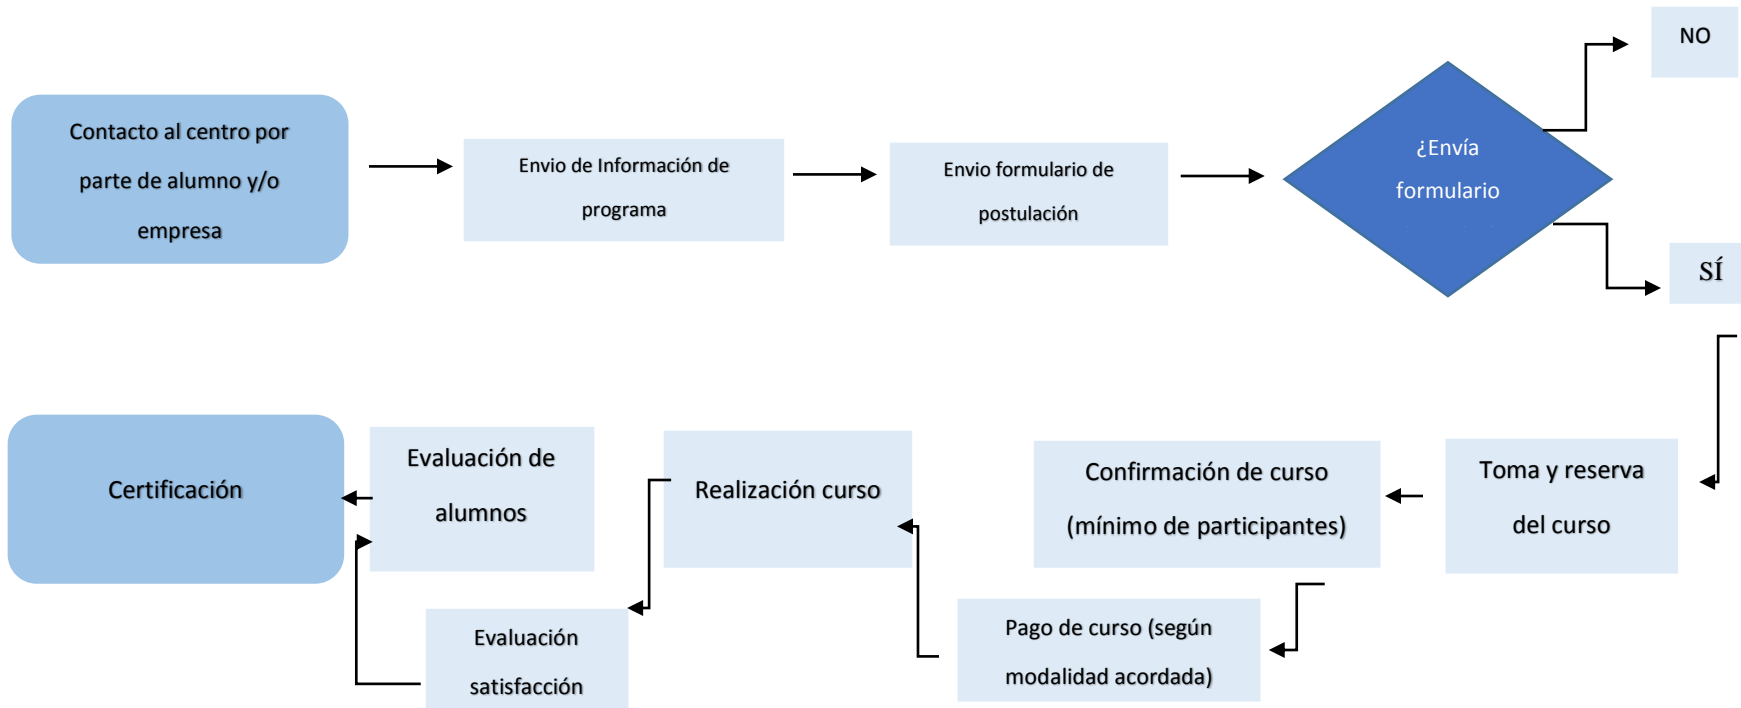 NO
Contacto al centro por
parte de alumno y/o
empresa
Envio de Información de
programa
Envio formulario de
postulación
¿Envía
formulario
SÍ
Toma y reserva
del curso
Confirmación de curso
(mínimo de participantes)
Pago de curso (según
modalidad acordada)
Realización curso
Evaluación
satisfacción
Evaluación de
alumnos
Certificación